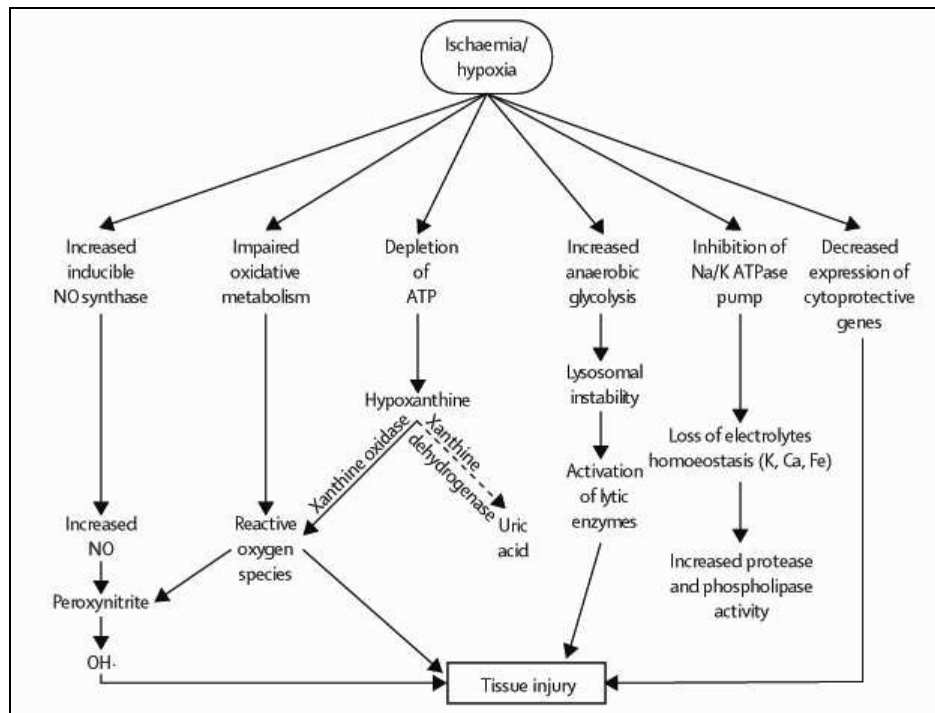 Ischaemia/
hypoxia
Increased
inducible
NO synthase
Impaired
oxidative
metabolism
Depletion
of
ATP
Increased
anaerobic
glycolysis
Inhibition of
Na/K ATPase
pump
Decreased
expression of
cytoprotective
genes
Hypoxanthine
Xanthine oxidase
Xanthine
dehydrogenase
Uric
acid
Lysosomal
instability
Activation
of lytic
enzymes
Loss of electrolytes
homoeostasis (K, Ca, Fe)
Increased protease
and phospholipase
activity
Increased
NO
Reactive
oxygen
species
Peroxynitrite
OH·
Tissue injury